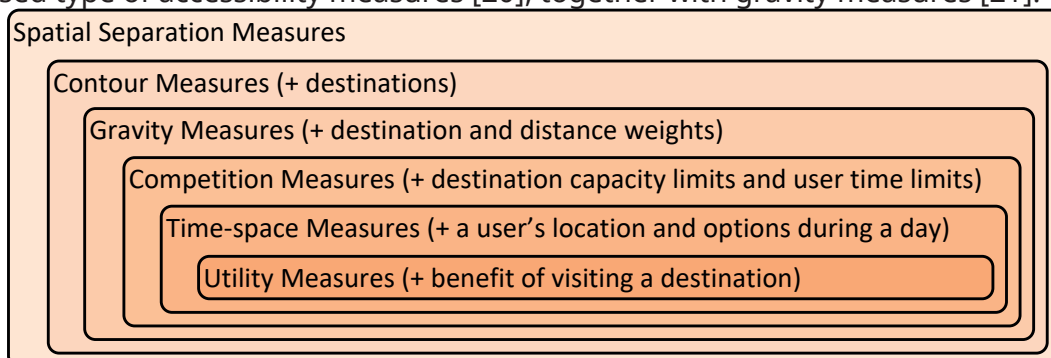 type of accessibility measures [20], together with gravity measures [21].
Spatial Separation Measures
Contour Measures (+ destinations)
Gravity Measures (+ destination and distance weights)
Competition Measures (+ destination capacity limits and user time limits)
Time-space Measures (+ a user's location and options during a day)
Utility Measures (+ benefit of visiting a destination)